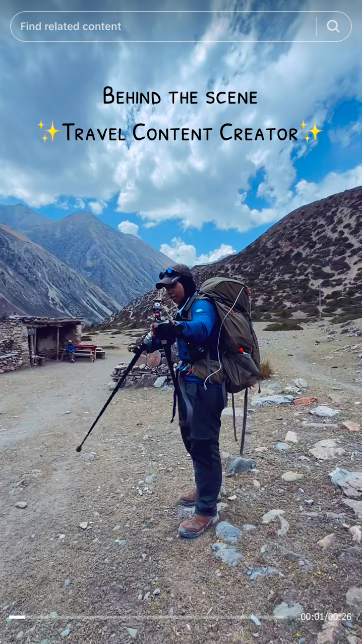 Find related content
Behind the scene
✨Travel Content Creator✨
00:01/00:26